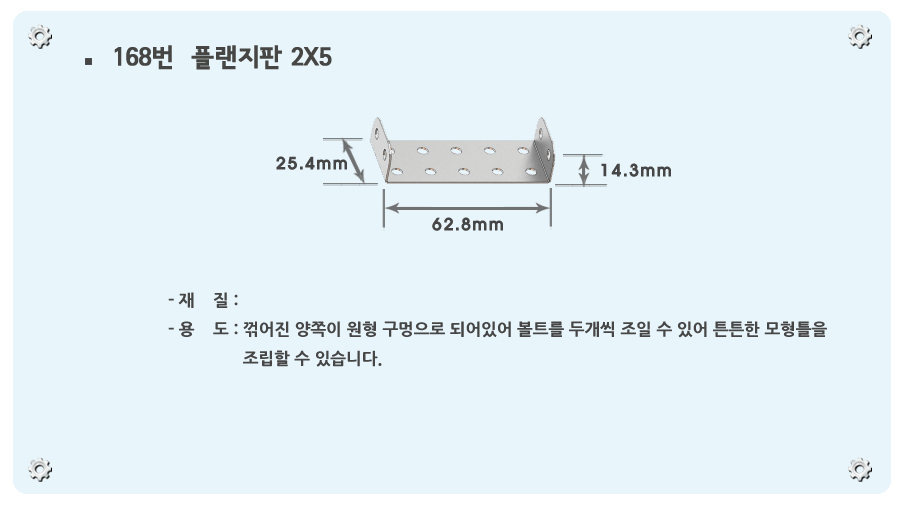 ▪ 168번 플랜지판 2X5
25.4mm
14.3mm
62.8mm
- 재 질 :
- 용 도 : 꺾어진 양쪽이 원형 구멍으로 되어있어 볼트를 두개씩 조일 수 있어 튼튼한 모형틀을
조립할 수 있습니다.